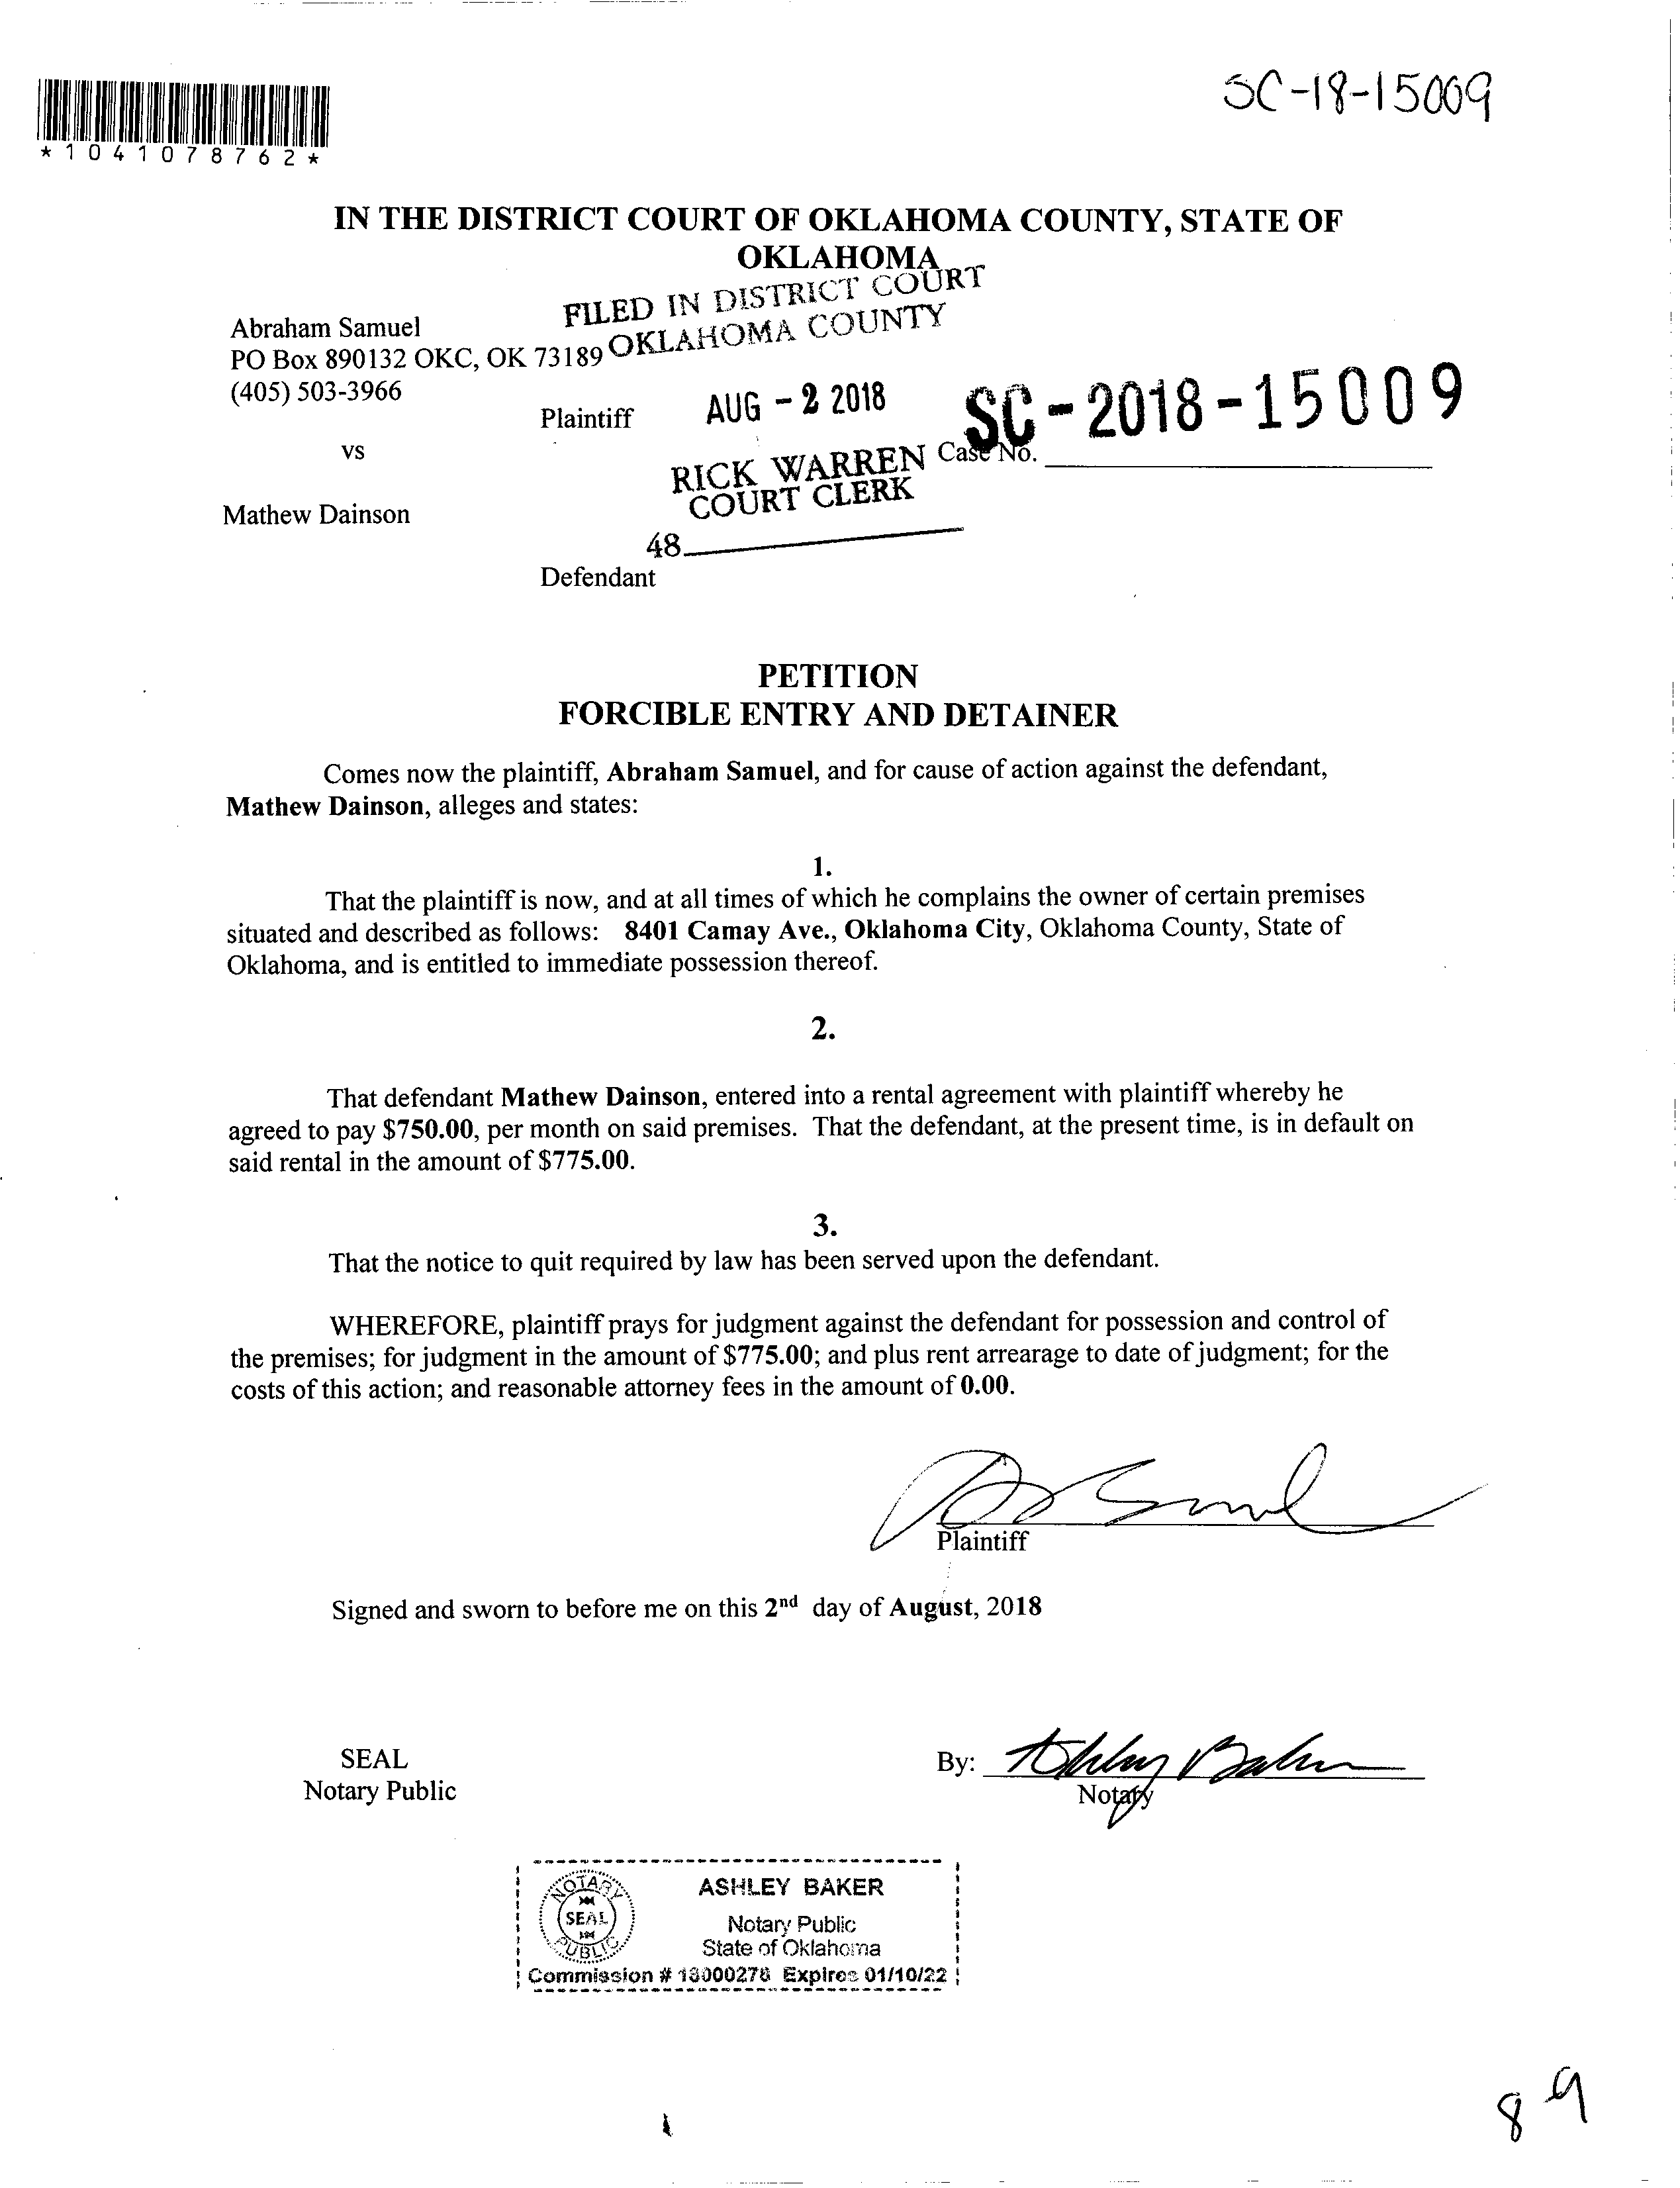 SC-18-15009
*1041078762*
IN THE DISTRICT COURT OF OKLAHOMA COUNTY, STATE OF
OKLAHOMA
FILED IN DISTRICT COURT
OKLAHOMA COUNTY
Abraham Samuel
PO Box 890132 OKC, OK 73189
(405) 503-3966
Plaintiff
AUG - 2 2018
SC-2018-15009
vs
RICK WARREN
COURT CLERK
Case No.
Mathew Dainson
48
Defendant
PETITION
FORCIBLE ENTRY AND DETAINER
Comes now the plaintiff, Abraham Samuel, and for cause of action against the defendant,
Mathew Dainson, alleges and states:
1.
That the plaintiff is now, and at all times of which he complains the owner of certain premises
situated and described as follows: 8401 Camay Ave., Oklahoma City, Oklahoma County, State of
Oklahoma, and is entitled to immediate possession thereof.
2.
That defendant Mathew Dainson, entered into a rental agreement with plaintiff whereby he
agreed to pay $750.00, per month on said premises. That the defendant, at the present time, is in default on
said rental in the amount of $775.00.
3.
That the notice to quit required by law has been served upon the defendant.
WHEREFORE, plaintiff prays for judgment against the defendant for possession and control of
the premises; for judgment in the amount of $775.00; and plus rent arrearage to date of judgment; for the
costs of this action; and reasonable attorney fees in the amount of 0.00.
Plaintiff
Signed and sworn to before me on this 2nd day of August, 2018
SEAL
Notary Public
By: Ashley Baker
Notary
NOTARY
SEAL
PUBLIC
ASHLEY BAKER
Notary Public
State of Oklahoma
Commission # Expires 01/10/22
89